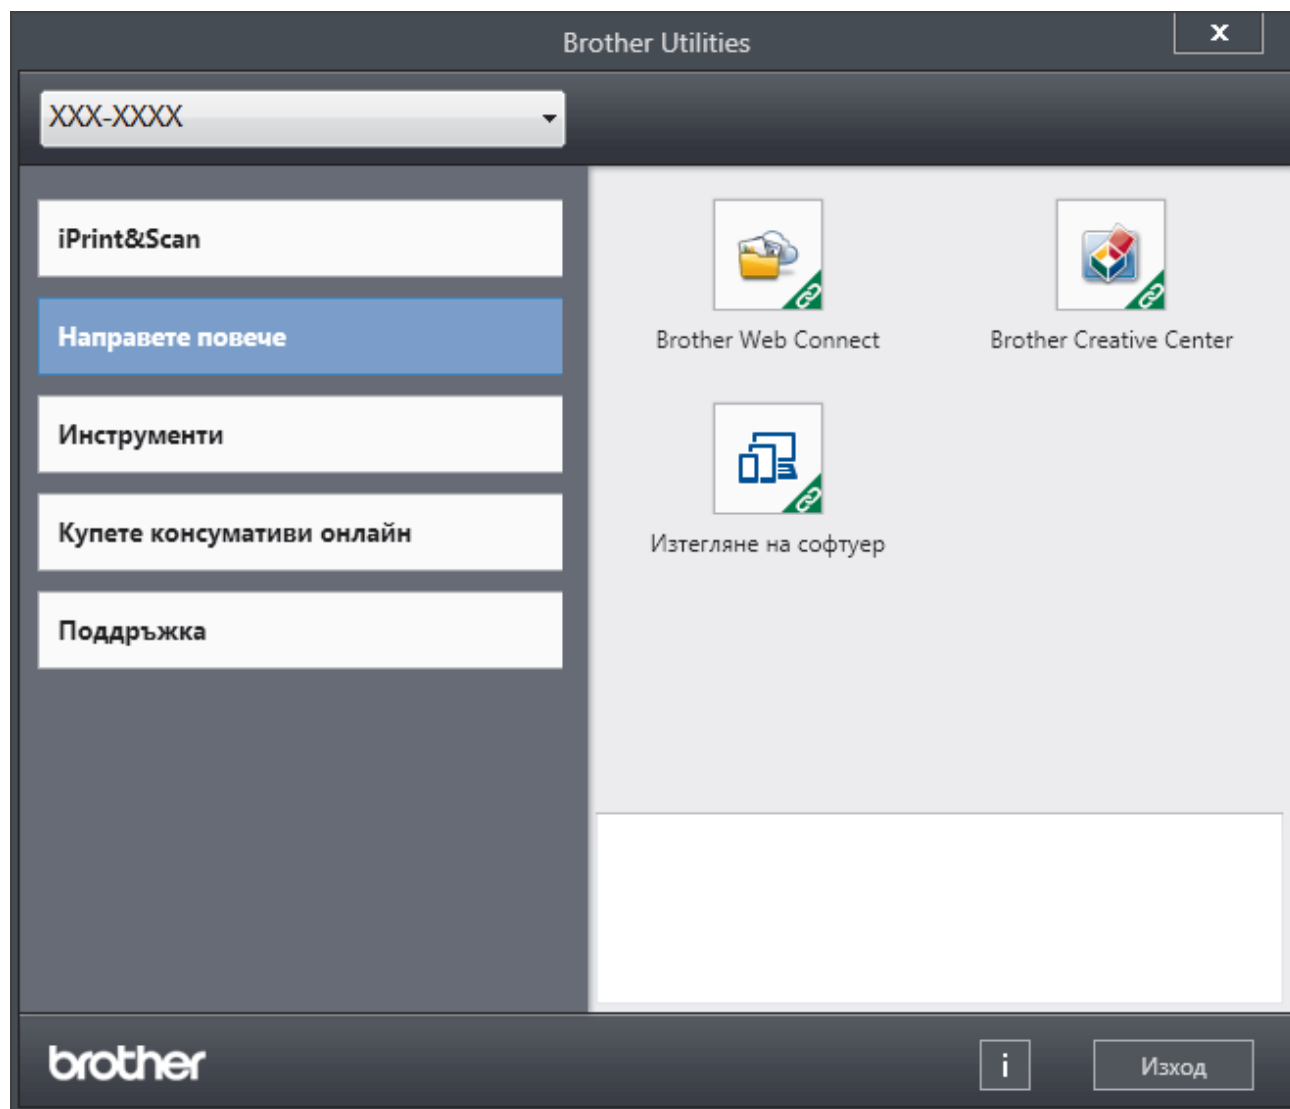 Brother Utilities
x
XXX-XXXX
iPrint&Scan
Направете повече
Инструменти
Купете консумативи онлайн
Поддръжка
Brother Web Connect
Brother Creative Center
Изтегляне на софтуер
brother
i
Изход